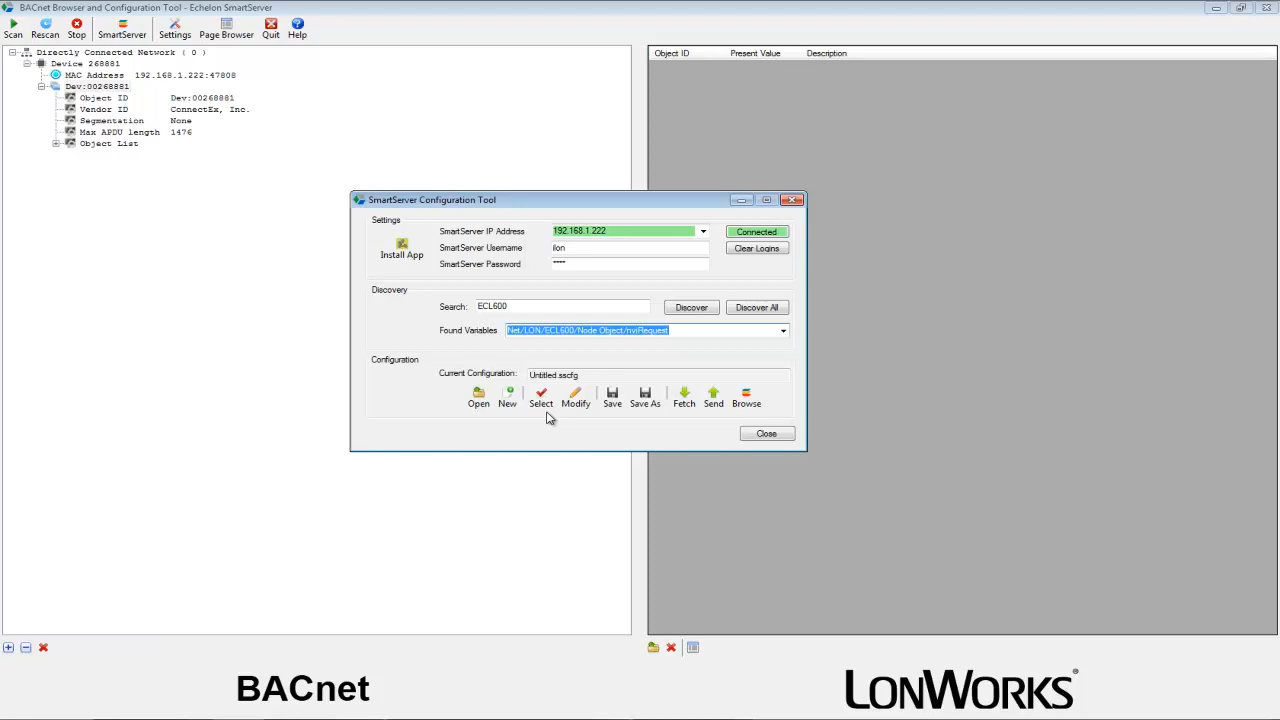 BACnet Browser and Configuration Tool - Echelon SmartServer
Scan Rescan Stop SmartServer Settings Page Browser Quit Help
Directly Connected Network ( 0 )
Device 268881
MAC Address 192.168.1.222:47808
Dev:00268881
Object ID Dev:00268881
Vendor ID ConnectEx, Inc.
Segmentation None
Max APDU length 1476
Object List
Object ID Present Value Description
SmartServer Configuration Tool
Settings
Install App
SmartServer IP Address 192.168.1.222 Connected
SmartServer Username ilon Clear Logins
SmartServer Password ****
Discovery
Search: ECL600 Discover Discover All
Found Variables Net/LON/ECL600/Node Object/nviRequest
Configuration
Current Configuration: Untitled.sscfg
Open New Select Modify Save Save As Fetch Send Browse
Close
BACnet
LONWORKS®